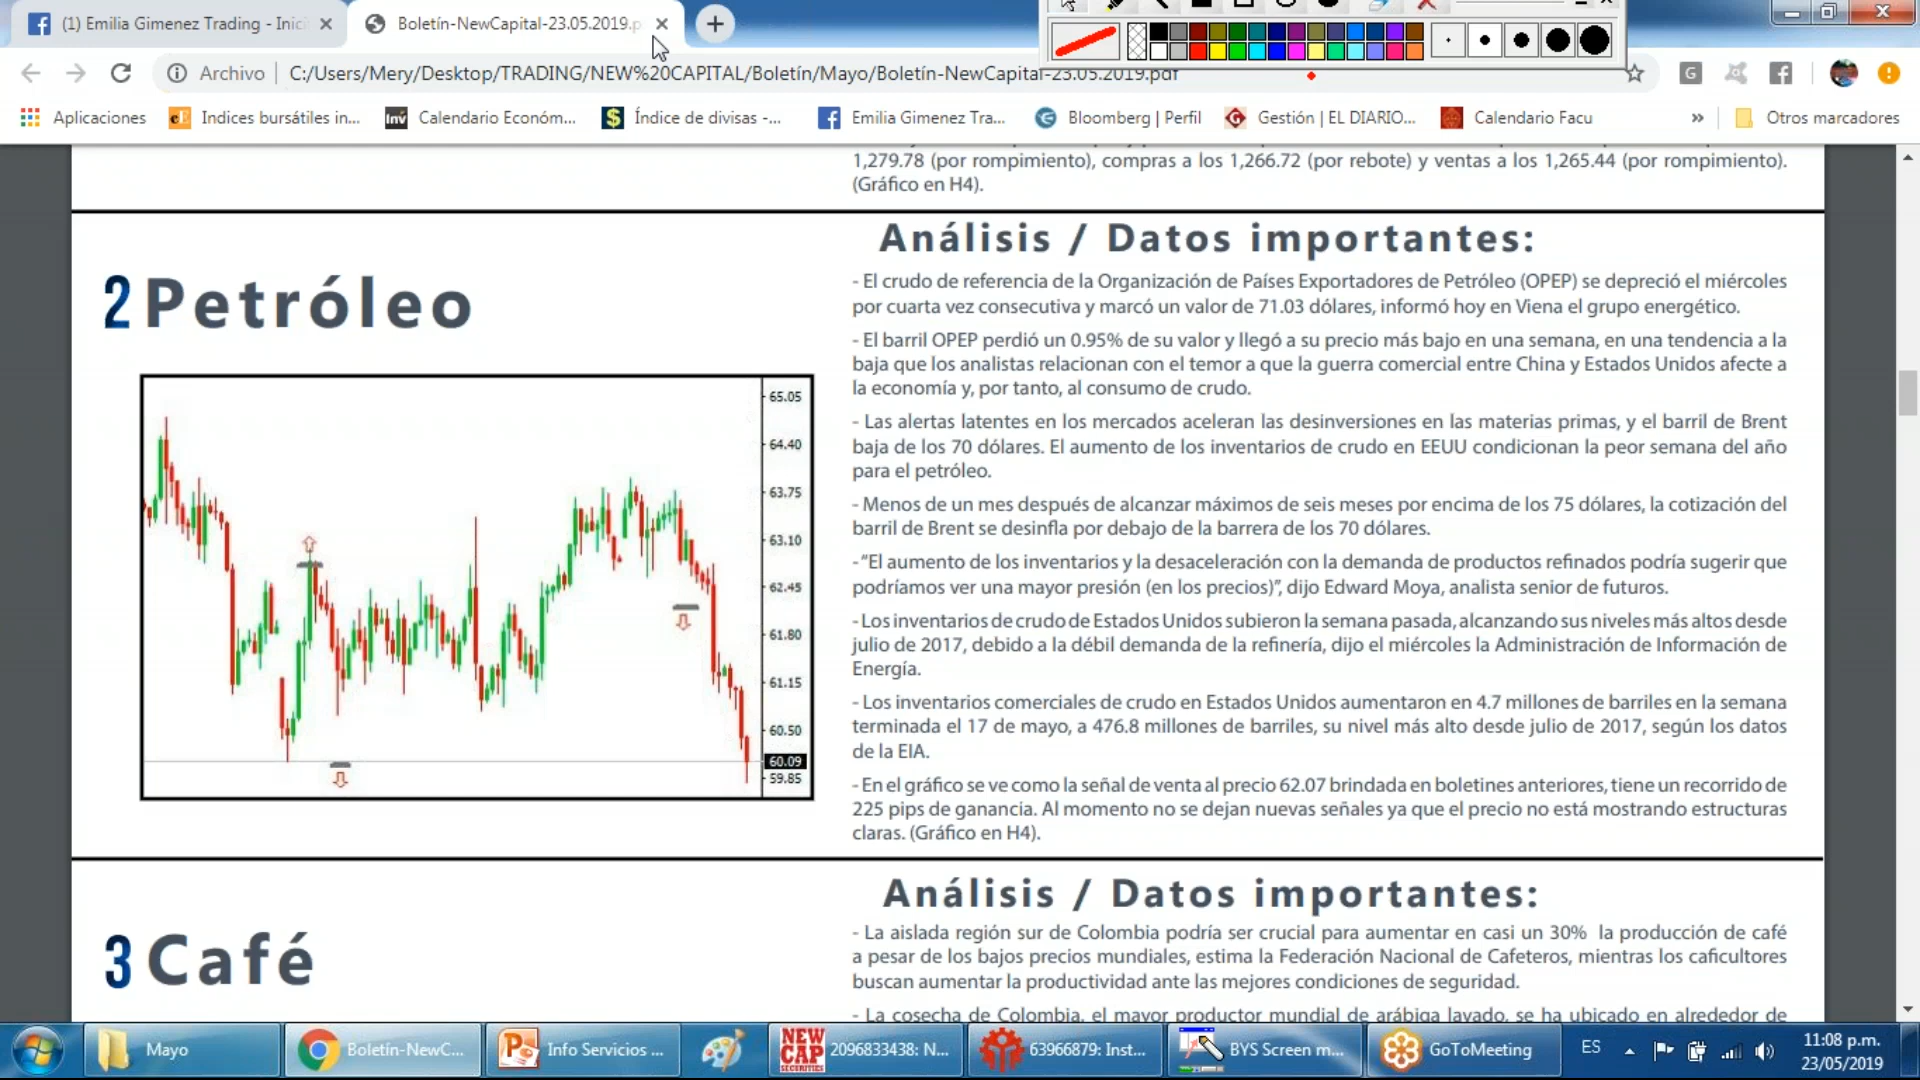 (1) Emilia Gimenez Trading - Inici
Boletín-NewCapital-23.05.2019.p
Archivo
C:/Users/Mery/Desktop/TRADING/NEW%20CAPITAL/Boletín/Mayo/Boletín-NewCapital-23.05.2019.pdf
Aplicaciones
Indices bursátiles in...
Calendario Económ...
Índice de divisas -...
Emilia Gimenez Tra...
Bloomberg | Perfil
Gestión | EL DIARIO...
Calendario Facu
»
Otros marcadores
1,279.78 (por rompimiento), compras a los 1,266.72 (por rebote) y ventas a los 1,265.44 (por rompimiento).
(Gráfico en H4).
2 Petróleo
65.05
64.40
63.75
63.10
62.45
61.80
61.15
60.50
60.09
59.85
Análisis / Datos importantes:
- El crudo de referencia de la Organización de Países Exportadores de Petróleo (OPEP) se depreció el miércoles
por cuarta vez consecutiva y marcó un valor de 71.03 dólares, informó hoy en Viena el grupo energético.
- El barril OPEP perdió un 0.95% de su valor y llegó a su precio más bajo en una semana, en una tendencia a la
baja que los analistas relacionan con el temor a que la guerra comercial entre China y Estados Unidos afecte a
la economía y, por tanto, al consumo de crudo.
- Las alertas latentes en los mercados aceleran las desinversiones en las materias primas, y el barril de Brent
baja de los 70 dólares. El aumento de los inventarios de crudo en EEUU condicionan la peor semana del año
para el petróleo.
- Menos de un mes después de alcanzar máximos de seis meses por encima de los 75 dólares, la cotización del
barril de Brent se desinfla por debajo de la barrera de los 70 dólares.
- "El aumento de los inventarios y la desaceleración con la demanda de productos refinados podría sugerir que
podríamos ver una mayor presión (en los precios)", dijo Edward Moya, analista senior de futuros.
- Los inventarios de crudo de Estados Unidos subieron la semana pasada, alcanzando sus niveles más altos desde
julio de 2017, debido a la débil demanda de la refinería, dijo el miércoles la Administración de Información de
Energía.
- Los inventarios comerciales de crudo en Estados Unidos aumentaron en 4.7 millones de barriles en la semana
terminada el 17 de mayo, a 476.8 millones de barriles, su nivel más alto desde julio de 2017, según los datos
de la EIA.
- En el gráfico se ve como la señal de venta al precio 62.07 brindada en boletines anteriores, tiene un recorrido de
225 pips de ganancia. Al momento no se dejan nuevas señales ya que el precio no está mostrando estructuras
claras. (Gráfico en H4).
3 Café
Análisis / Datos importantes:
- La aislada región sur de Colombia podría ser crucial para aumentar en casi un 30% la producción de café
a pesar de los bajos precios mundiales, estima la Federación Nacional de Cafeteros, mientras los caficultores
buscan aumentar la productividad ante las mejores condiciones de seguridad.
- La cosecha de Colombia, el mayor productor mundial de arábiga lavado, se ha ubicado en alrededor de
Mayo
Boletín-NewC...
Info Servicios ...
NEW CAP SECURITIES
2096833438: N...
63966879: Inst...
BYS Screen m...
GoToMeeting
ES
11:08 p.m.
23/05/2019